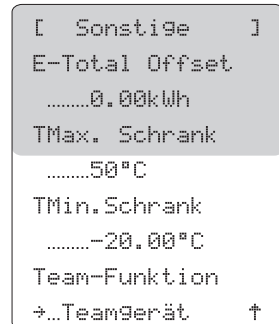 [ Sonstige ]
E-Total Offset
.........0.00kWh
TMax. Schrank
.........50°C
TMin.Schrank
.........-20.00°C
Team-Funktion
→…Teamgerät ↑